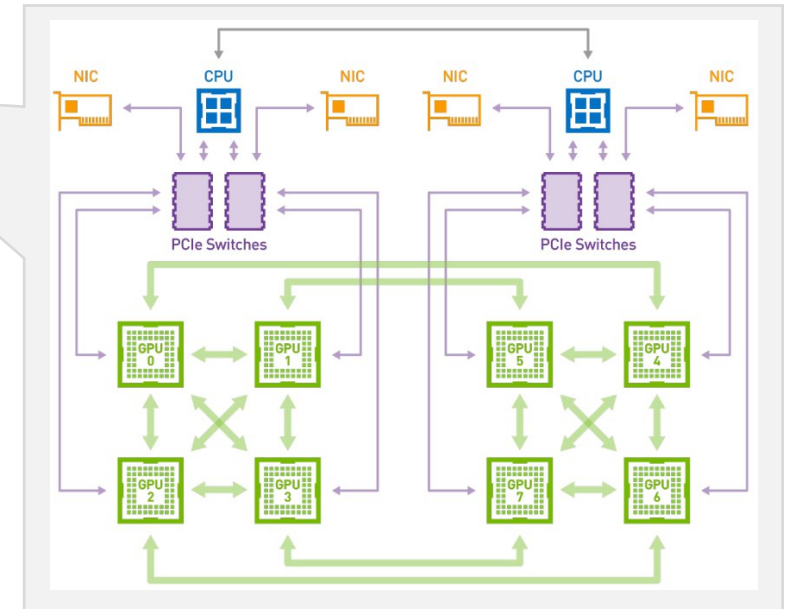 NIC
CPU
NIC
NIC
CPU
NIC
PCIe Switches
PCIe Switches
GPU
0
GPU
1
GPU
5
GPU
4
GPU
2
GPU
3
GPU
7
GPU
6